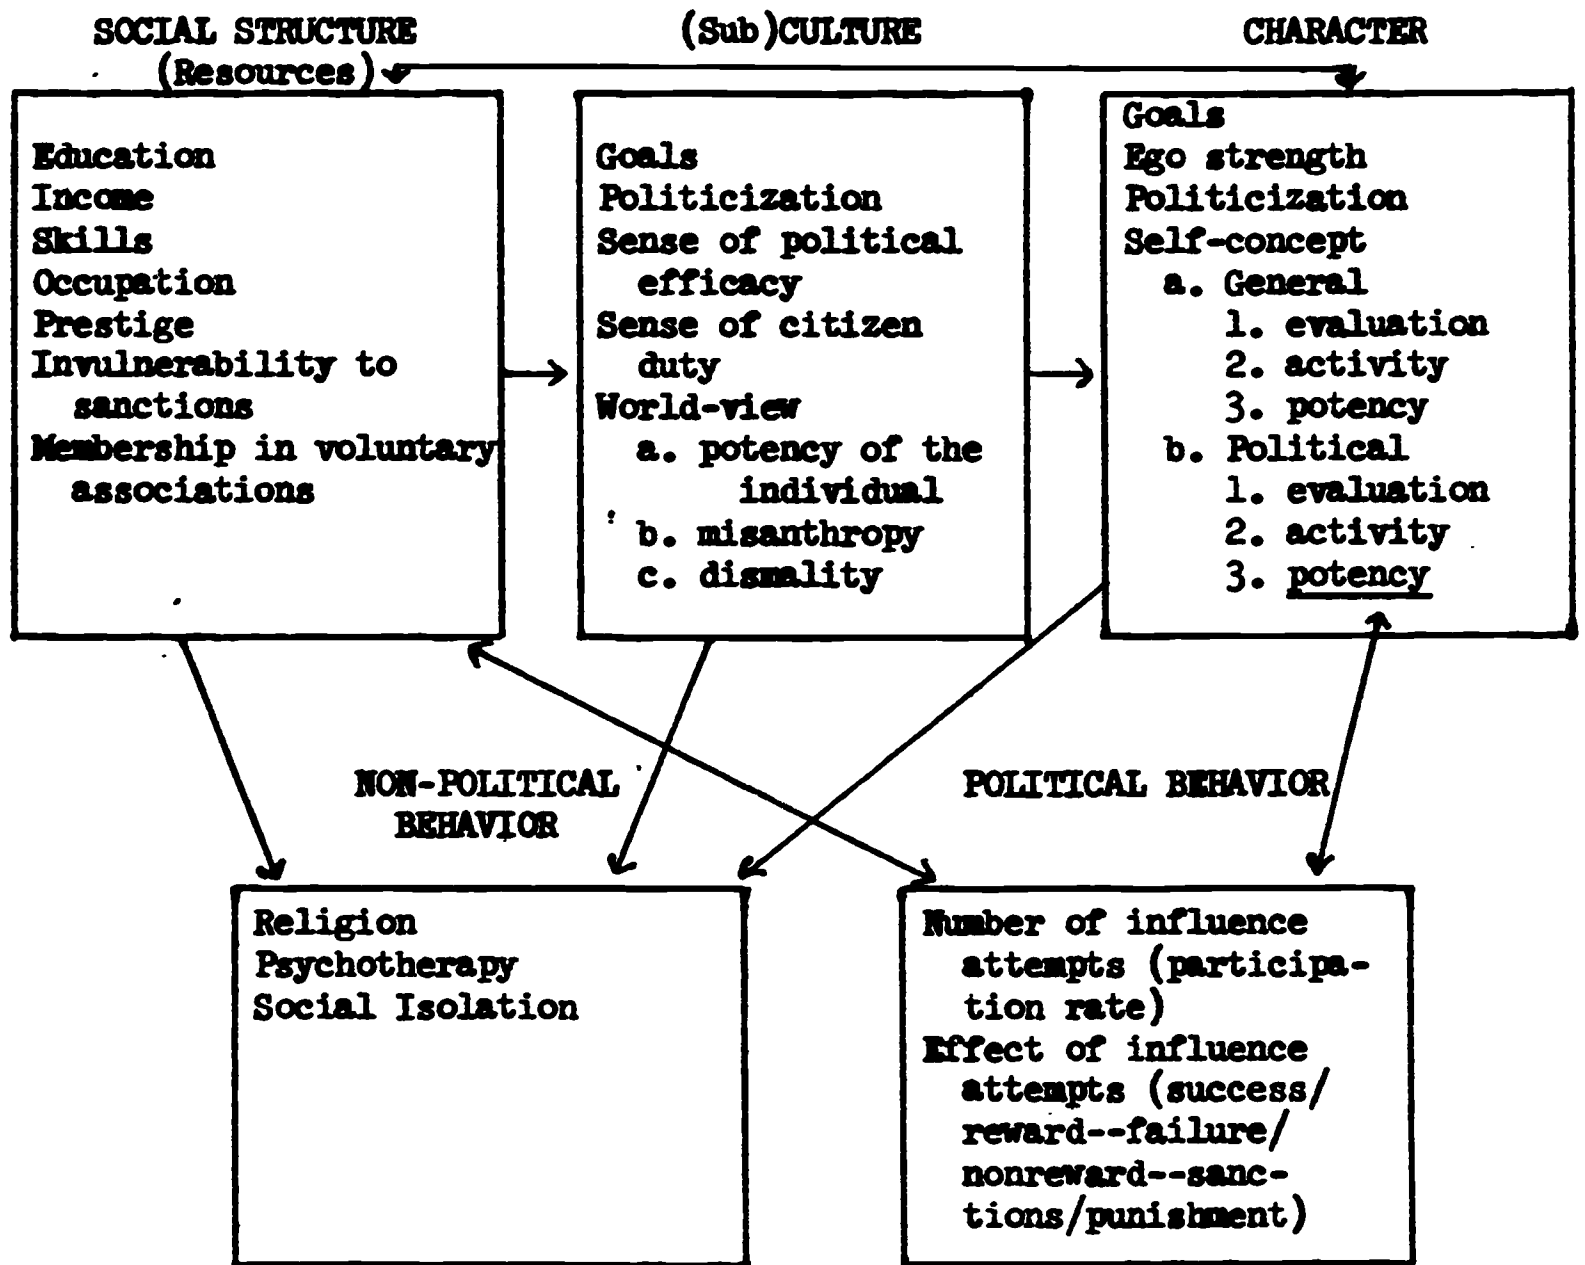 SOCIAL STRUCTURE
(Resources)
Education
Income
Skills
Occupation
Prestige
Invulnerability to
sanctions
Membership in voluntary
associations
(Sub)CULTURE
Goals
Politicization
Sense of political
efficacy
Sense of citizen
duty
World-view
a. potency of the
individual
b. misanthropy
c. dismality
CHARACTER
Goals
Ego strength
Politicization
Self-concept
a. General
1. evaluation
2. activity
3. potency
b. Political
1. evaluation
2. activity
3. potency
NON-POLITICAL
BEHAVIOR
Religion
Psychotherapy
Social Isolation
POLITICAL BEHAVIOR
Number of influence
attempts (participa-
tion rate)
Effect of influence
attempts (success/
reward--failure/
nonreward--sanc-
tions/punishment)